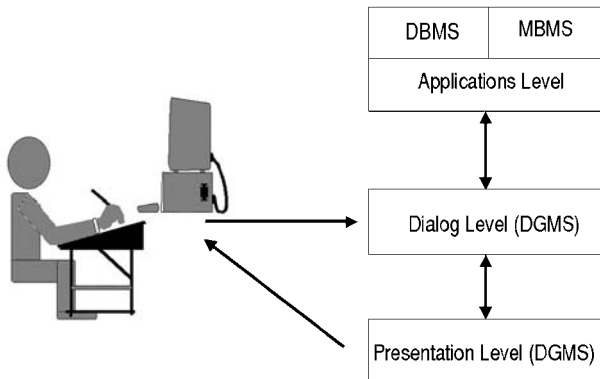 DBMS MBMS
Applications Level
Dialog Level (DGMS)
Presentation Level (DGMS)